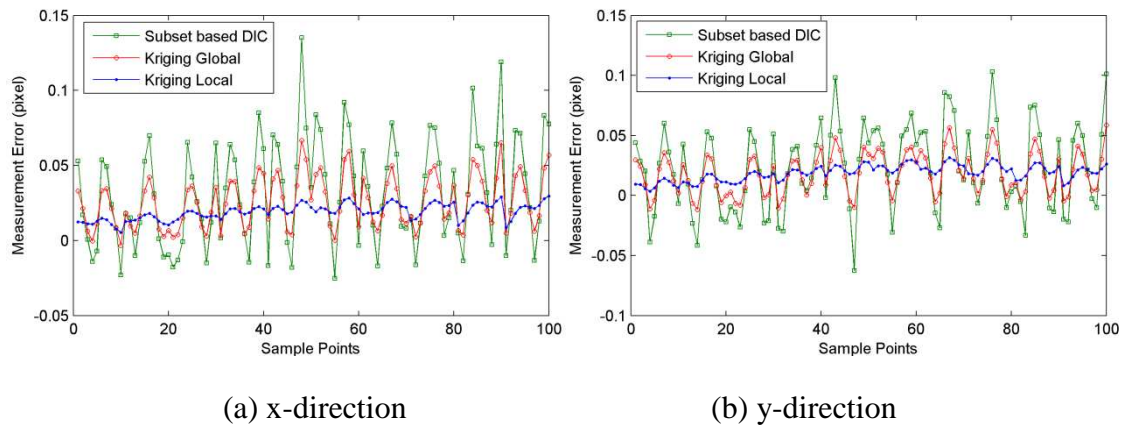 0.15
0.1
0.05
0
-0.05
Measurement Error (pixel)
Subset based DIC
Kriging Global
Kriging Local
0 20 40 60 80 100
Sample Points
(a) x-direction
0.15
0.1
0.05
0
-0.05
-0.1
Measurement Error (pixel)
Subset based DIC
Kriging Global
Kriging Local
0 20 40 60 80 100
Sample Points
(b) y-direction